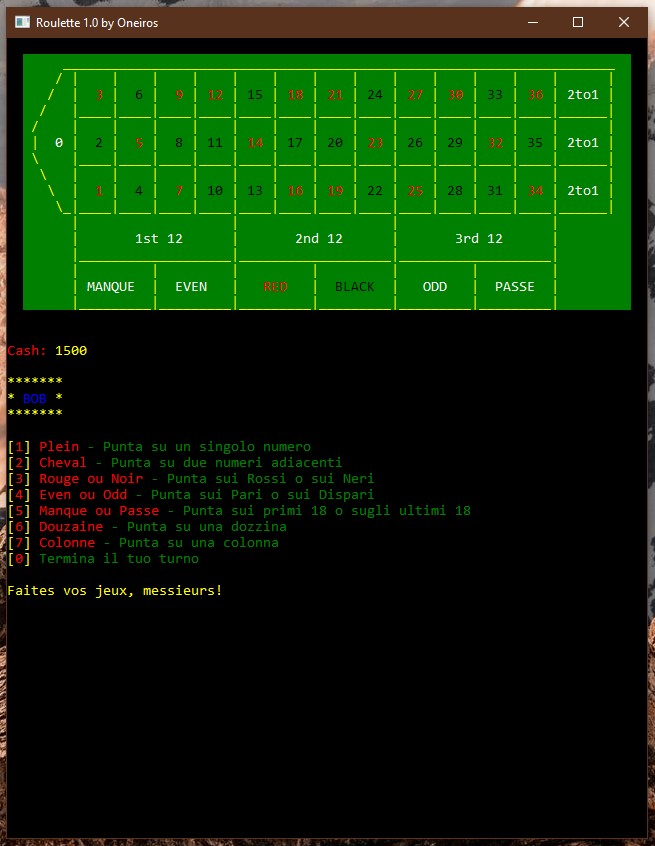 Roulette 1.0 by Oneiros
3 6 9 12 15 18 21 24 27 30 33 36 2to1
0 2 5 8 11 14 17 20 23 26 29 32 35 2to1
1 4 7 10 13 16 19 22 25 28 31 34 2to1
1st 12 2nd 12 3rd 12
MANQUE EVEN RED BLACK ODD PASSE
Cash: 1500
*******
* BOB *
*******
[1] Plein - Punta su un singolo numero
[2] Cheval - Punta su due numeri adiacenti
[3] Rouge ou Noir - Punta sui Rossi o sui Neri
[4] Even ou Odd - Punta sui Pari o sui Dispari
[5] Manque ou Passe - Punta sui primi 18 o sugli ultimi 18
[6] Douzaine - Punta su una dozzina
[7] Colonne - Punta su una colonna
[0] Termina il tuo turno
Faites vos jeux, messieurs!